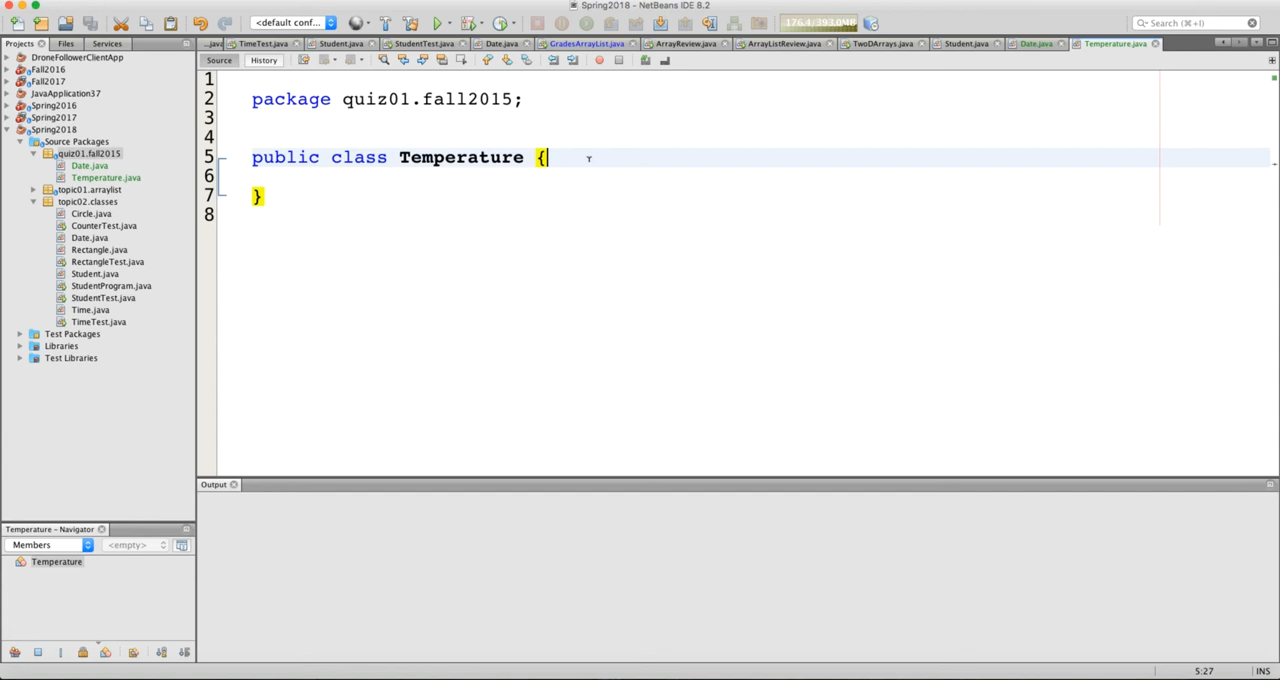 Spring2018 - NetBeans IDE 8.2
<default conf...
176.4/393.0MB
Search (⌘+I)
Projects
Files
Services
...java
TimeTest.java
Student.java
StudentTest.java
Date.java
GradesArrayList.java
ArrayReview.java
ArrayListReview.java
TwoDArrays.java
Student.java
Date.java
Temperature.java
Source
History
DroneFollowerClientApp
Fall2016
Fall2017
JavaApplication37
Spring2016
Spring2017
Spring2018
Source Packages
quiz01.fall2015
Date.java
Temperature.java
topic01.arraylist
topic02.classes
Circle.java
CounterTest.java
Date.java
Rectangle.java
RectangleTest.java
Student.java
StudentProgram.java
StudentTest.java
Time.java
TimeTest.java
Test Packages
Libraries
Test Libraries
1
2 package quiz01.fall2015;
3
4
5 public class Temperature {
6
7 }
8
Output
Temperature - Navigator
Members
<empty>
Temperature
5:27
INS